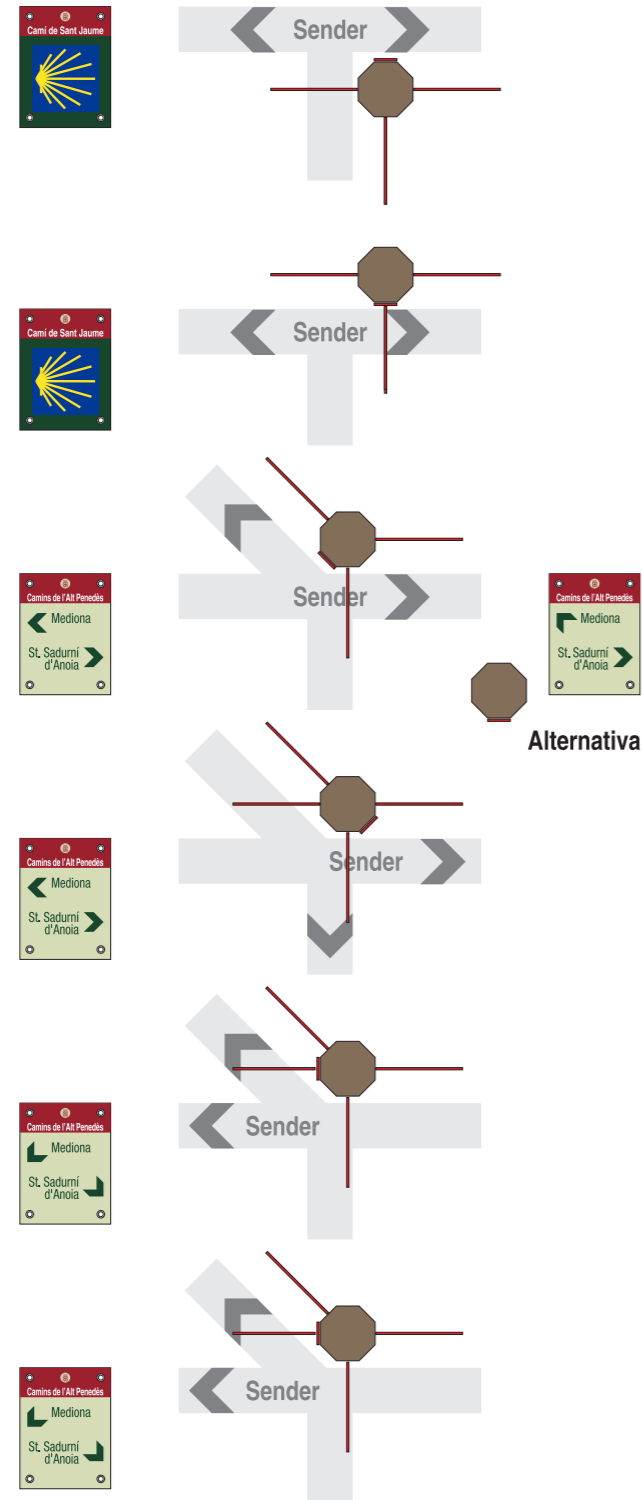 Camí de Sant Jaume
Sender
Camí de Sant Jaume
Sender
Camins de l'Alt Penedès
Mediona
St. Sadurní
d'Anoia
Sender
Camins de l'Alt Penedès
Mediona
St. Sadurní
d'Anoia
Alternativa
Camins de l'Alt Penedès
Mediona
St. Sadurní
d'Anoia
Sender
Camins de l'Alt Penedès
Mediona
St. Sadurní
d'Anoia
Sender
Camins de l'Alt Penedès
Mediona
St. Sadurní
d'Anoia
Sender